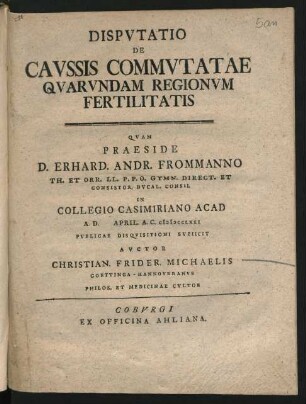 DISPVTATIO
DE
CAVSSIS COMMVTATAE
QVARVNDAM REGIONVM
FERTILITATIS
QVAM
PRAESIDE
D. ERHARD. ANDR. FROMMANNO
TH. ET ORR. LL. P. P. O. GYMN. DIRECT. ET
CONSISTOR. DVCAL. CONSIL.
IN
COLLEGIO CASIMIRIANO ACAD
A. D. APRIL. A. C.
PVBLICAE DISQVISITIONI SVBIICIT
AVCTOR
CHRISTIAN. FRIDER. MICHAELIS
GOETTINGA-HANNOVERANVS
PHILOS. ET MEDICINAE CVLTOR
COBVRGI
EX OFFICINA AHLIANA.